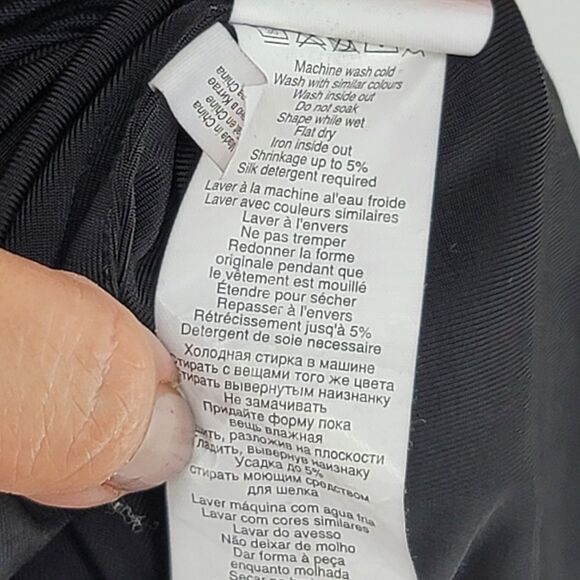 Made in China
en Chine
China
Machine wash cold
Wash with similar colours
Wash inside out
Do not soak
Shape while wet
Flat dry
Iron inside out
Shrinkage up to 5%
Silk detergent required
Laver à la machine al'eau froide
Laver avec couleurs similaires
Laver à l'envers
Ne pas tremper
Redonner la forme
originale pendant que
le vêtement est mouillé
Étendre pour sécher
Repasser à l'envers
Rétrécissement jusqu'à 5%
Detergent de soie necessaire
Холодная стирка в машине
стирать с вещами того же цвета
стирать вывернутым наизнанку
Не замачивать
Придайте форму пока
вещь влажная
разложив на плоскости
вывернув наизнаку
Усадка до 5%
стирать моющим средством
для шелка
Laver máquina com agua fria
Lavar com cores similares
Lavar do avesso
Não deixar de molho
Dar forma à peça
enquanto molhado